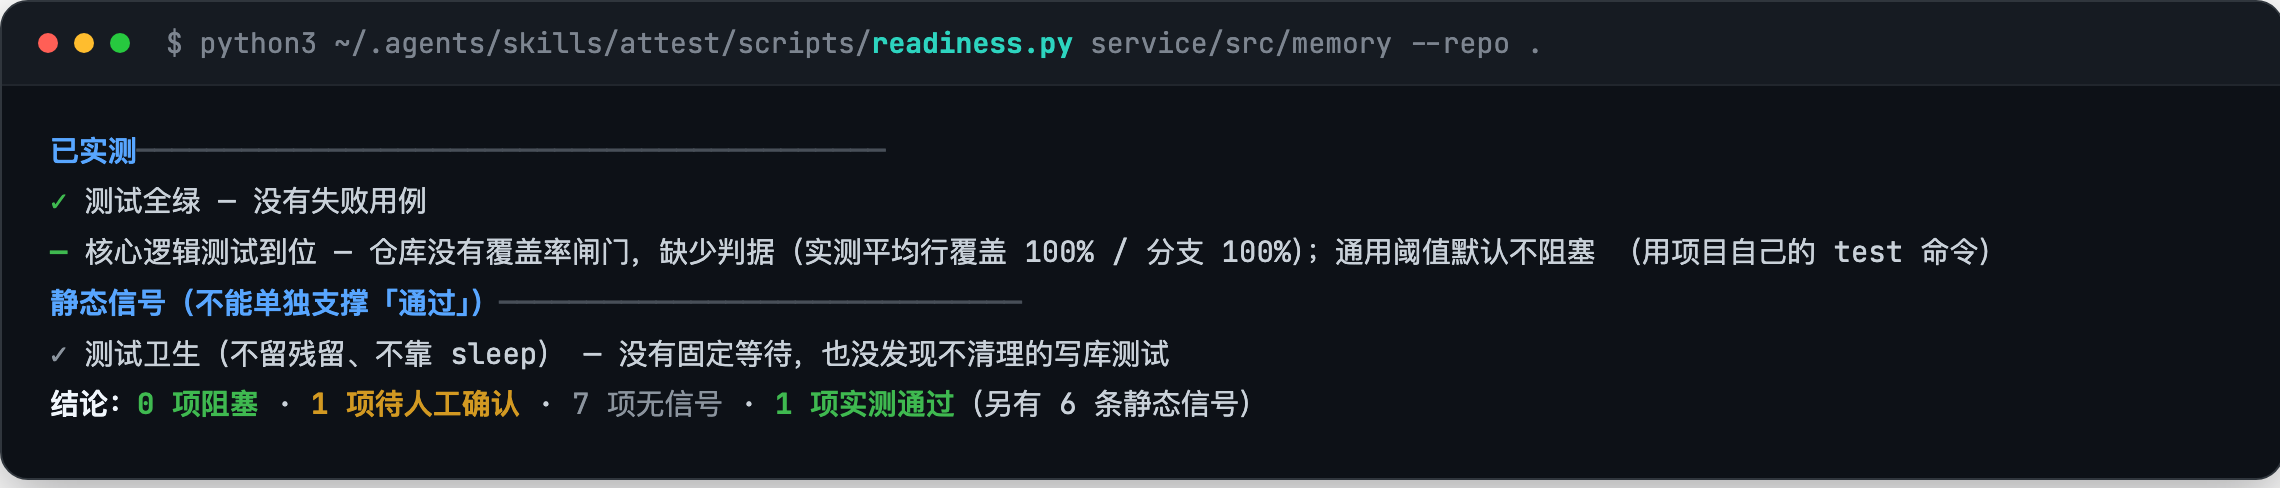 $ python3 ~/.agents/skills/attest/scripts/readiness.py service/src/memory --repo .
已实测
✓ 测试全绿 — 没有失败用例
— 核心逻辑测试到位 — 仓库没有覆盖率闸门，缺少判据（实测平均行覆盖 100% / 分支 100%）；通用阈值默认不阻塞 （用项目自己的 test 命令）
静态信号（不能单独支撑「通过」）
✓ 测试卫生（不留残留、不靠 sleep） — 没有固定等待，也没发现不清理的写库测试
结论：0 项阻塞 · 1 项待人工确认 · 7 项无信号 · 1 项实测通过（另有 6 条静态信号）